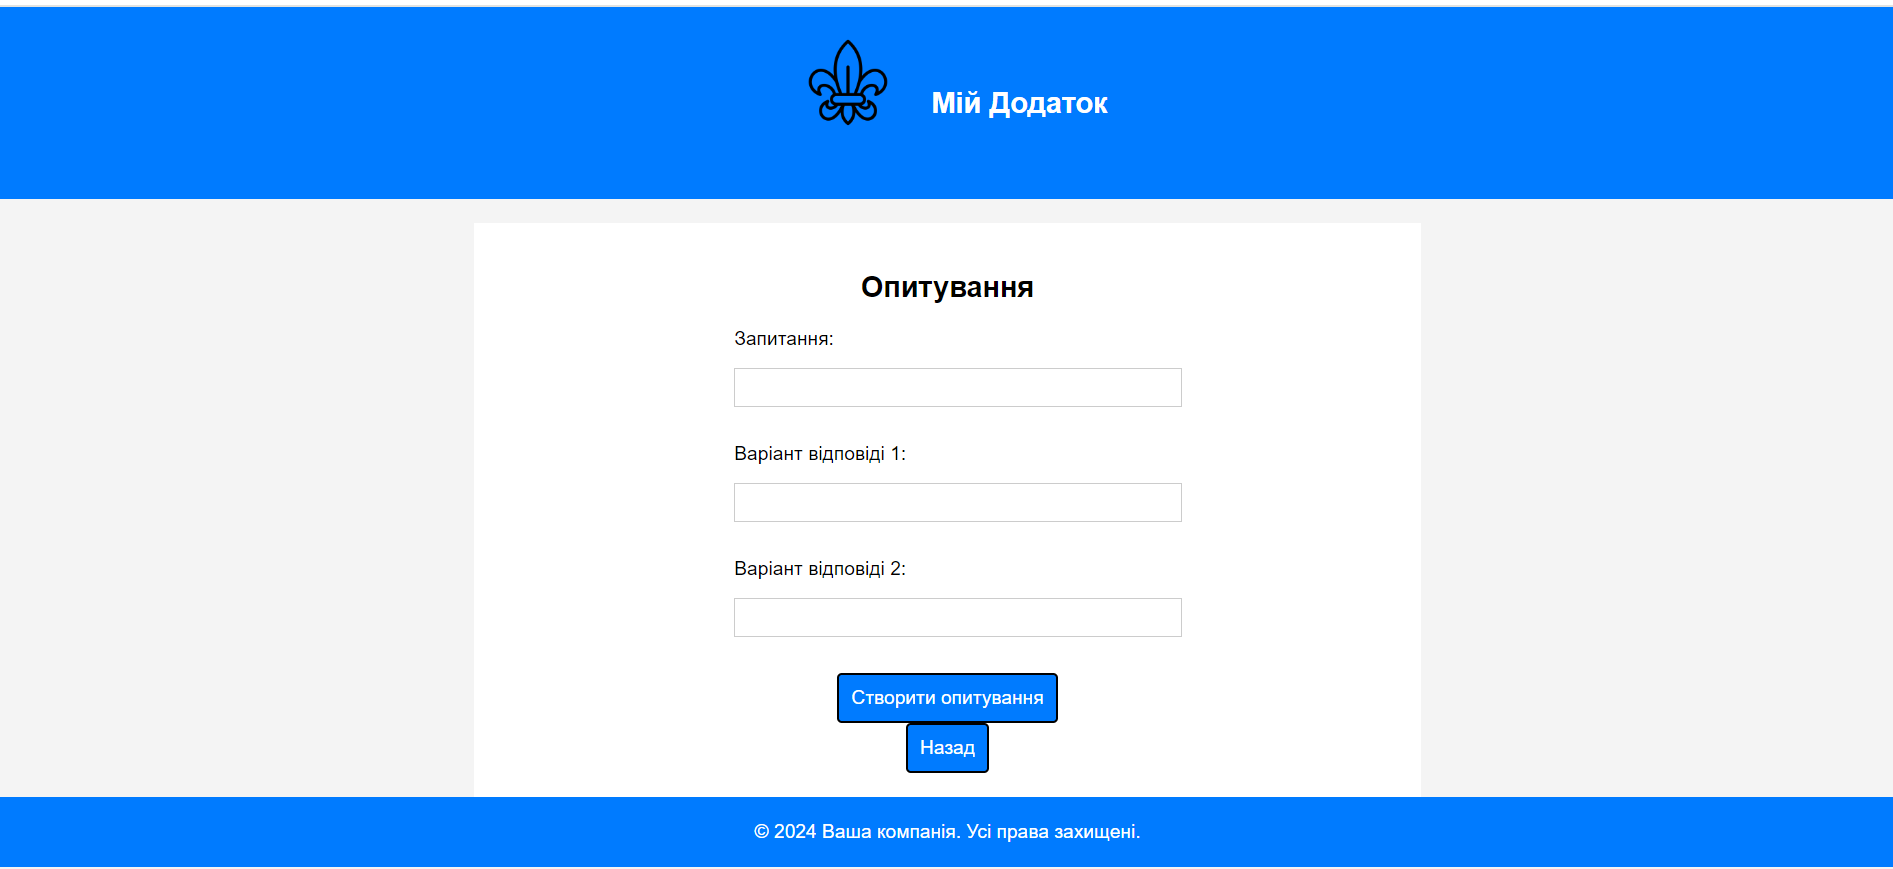 Мій Додаток
Опитування
Запитання:
Варіант відповіді 1:
Варіант відповіді 2:
Створити опитування
Назад
© 2024 Ваша компанія. Усі права захищені.